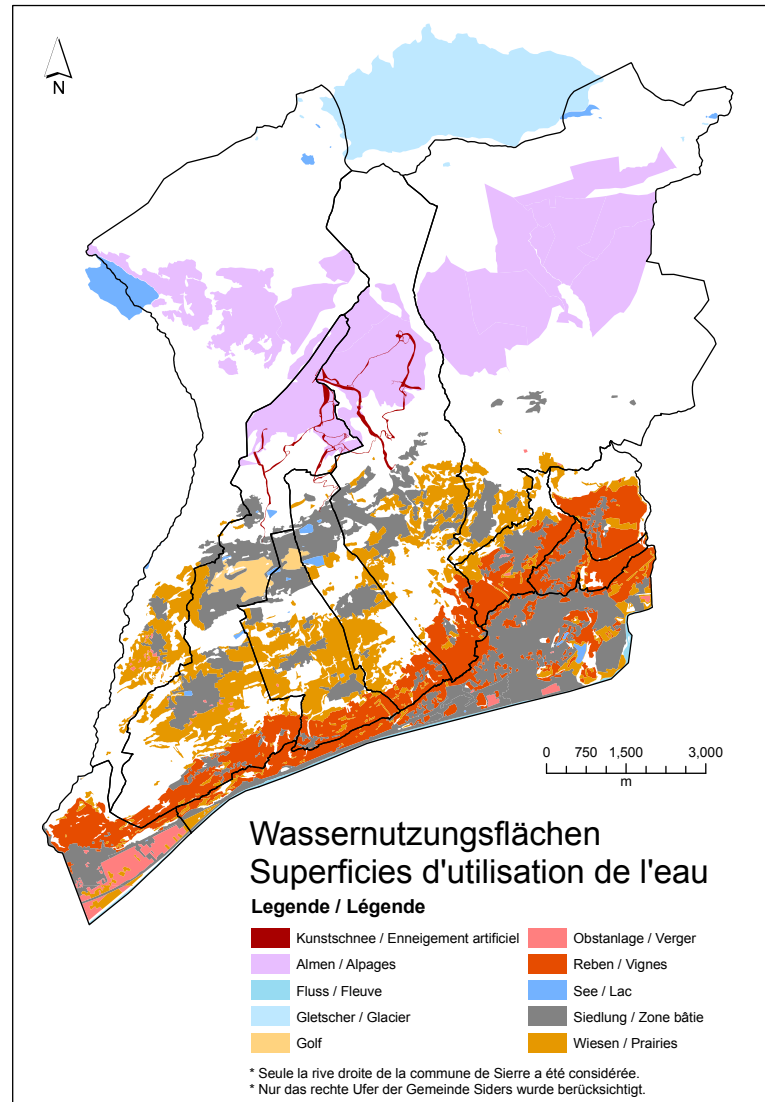 N
0 750 1,500 3,000
m
Wassernutzungsflächen
Superficies d'utilisation de l'eau
Legende / Légende
Kunstschnee / Enneigement artificiel
Almen / Alpages
Fluss / Fleuve
Gletscher / Glacier
Golf
Obstanlage / Verger
Reben / Vignes
See / Lac
Siedlung / Zone bâtie
Wiesen / Prairies
* Seule la rive droite de la commune de Sierre a été considérée.
* Nur das rechte Ufer der Gemeinde Siders wurde berücksichtigt.